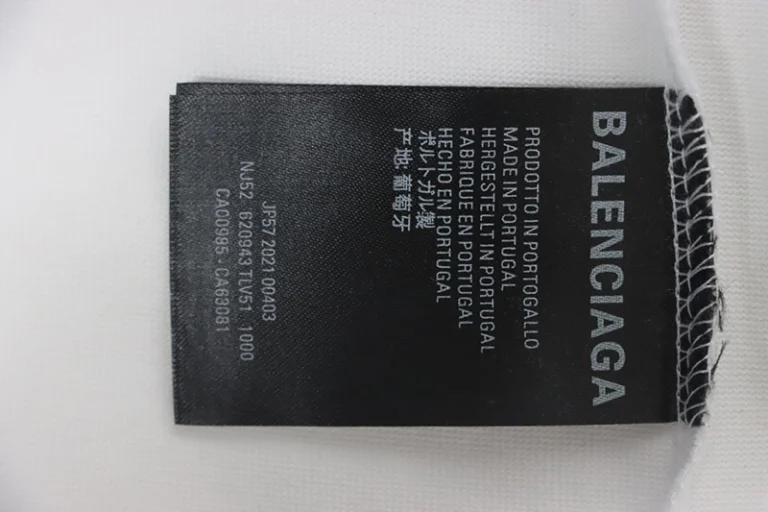 BALENCIAGA
PRODOTTO IN PORTOGALLO
MADE IN PORTUGAL
HERGESTELLT IN PORTUGAL
FABRIQUE EN PORTUGAL
HECHO EN PORTUGAL
ポルトガル製
产地: 葡萄牙
JP57 2021 00403
NJ52 620943 TLV51 1000
CA00985 - CA63081